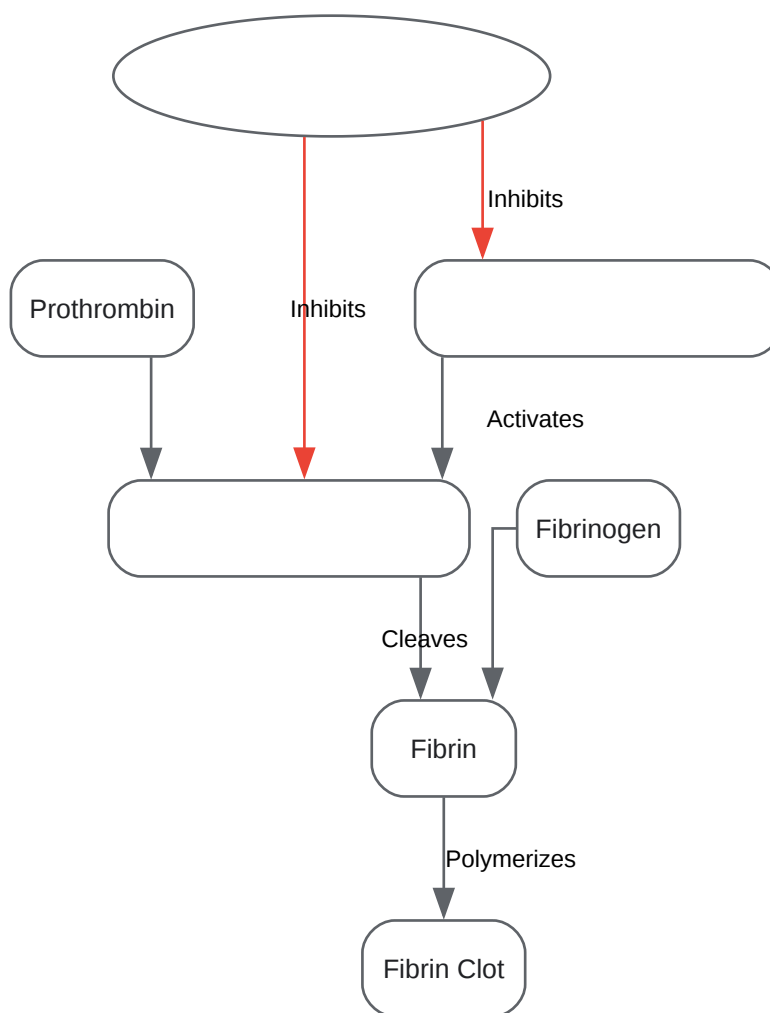 Inhibits
Prothrombin
Inhibits
Activates
Fibrinogen
Cleaves
Fibrin
Polymerizes
Fibrin Clot